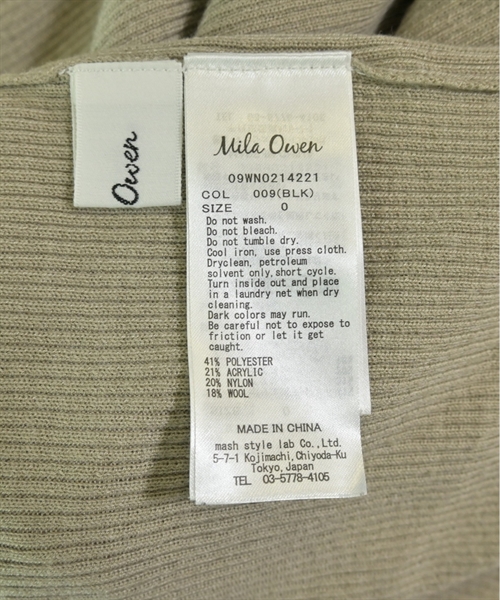 Owen
Mila Owen
09WN0214221
COL 009(BLK)
SIZE 0
Do not wash.
Do not bleach.
Do not tumble dry.
Cool iron, use press cloth.
Dryclean, petroleum
solvent only, short cycle.
Turn inside out and place
in a laundry net when dry
cleaning.
Dark colors may run.
Be careful not to expose to
friction or let it get
caught.
41% POLYESTER
21% ACRYLIC
20% NYLON
18% WOOL
MADE IN CHINA
mash style lab Co.,Ltd.
5-7-1 Kojimachi,Chiyoda-Ku
Tokyo,Japan
TEL 03-5778-4105